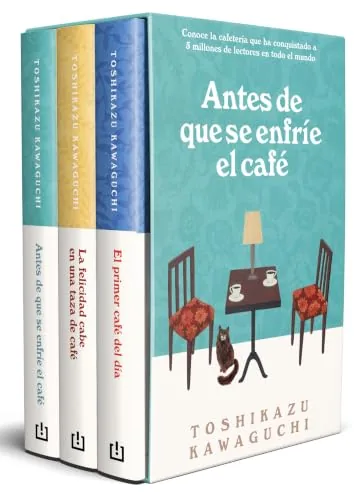 TOSHIKAZU KAWAGUCHI
Antes de que se enfríe el café
TOSHIKAZU KAWAGUCHI
La felicidad cabe
en una taza de café
TOSHIKAZU KAWAGUCHI
El primer café del día
Conoce la cafetería que ha conquistado a
8 millones de lectores en todo el mundo
Antes de
que se enfríe
el café
TOSHIKAZU
KAWAGUCHI